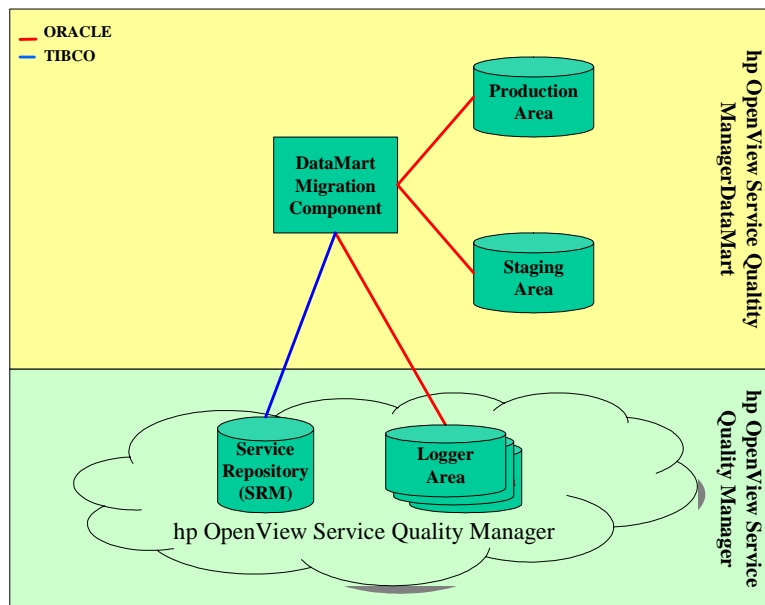 ORACLE
TIBCO
Production
Area
DataMart
Migration
Component
Staging
Area
hp OpenView Service Qualtity
ManagerDataMart
Service
Repository
(SRM)
Logger
Area
hp OpenView Service Quality Manager
hp OpenView Service
Quality Manager